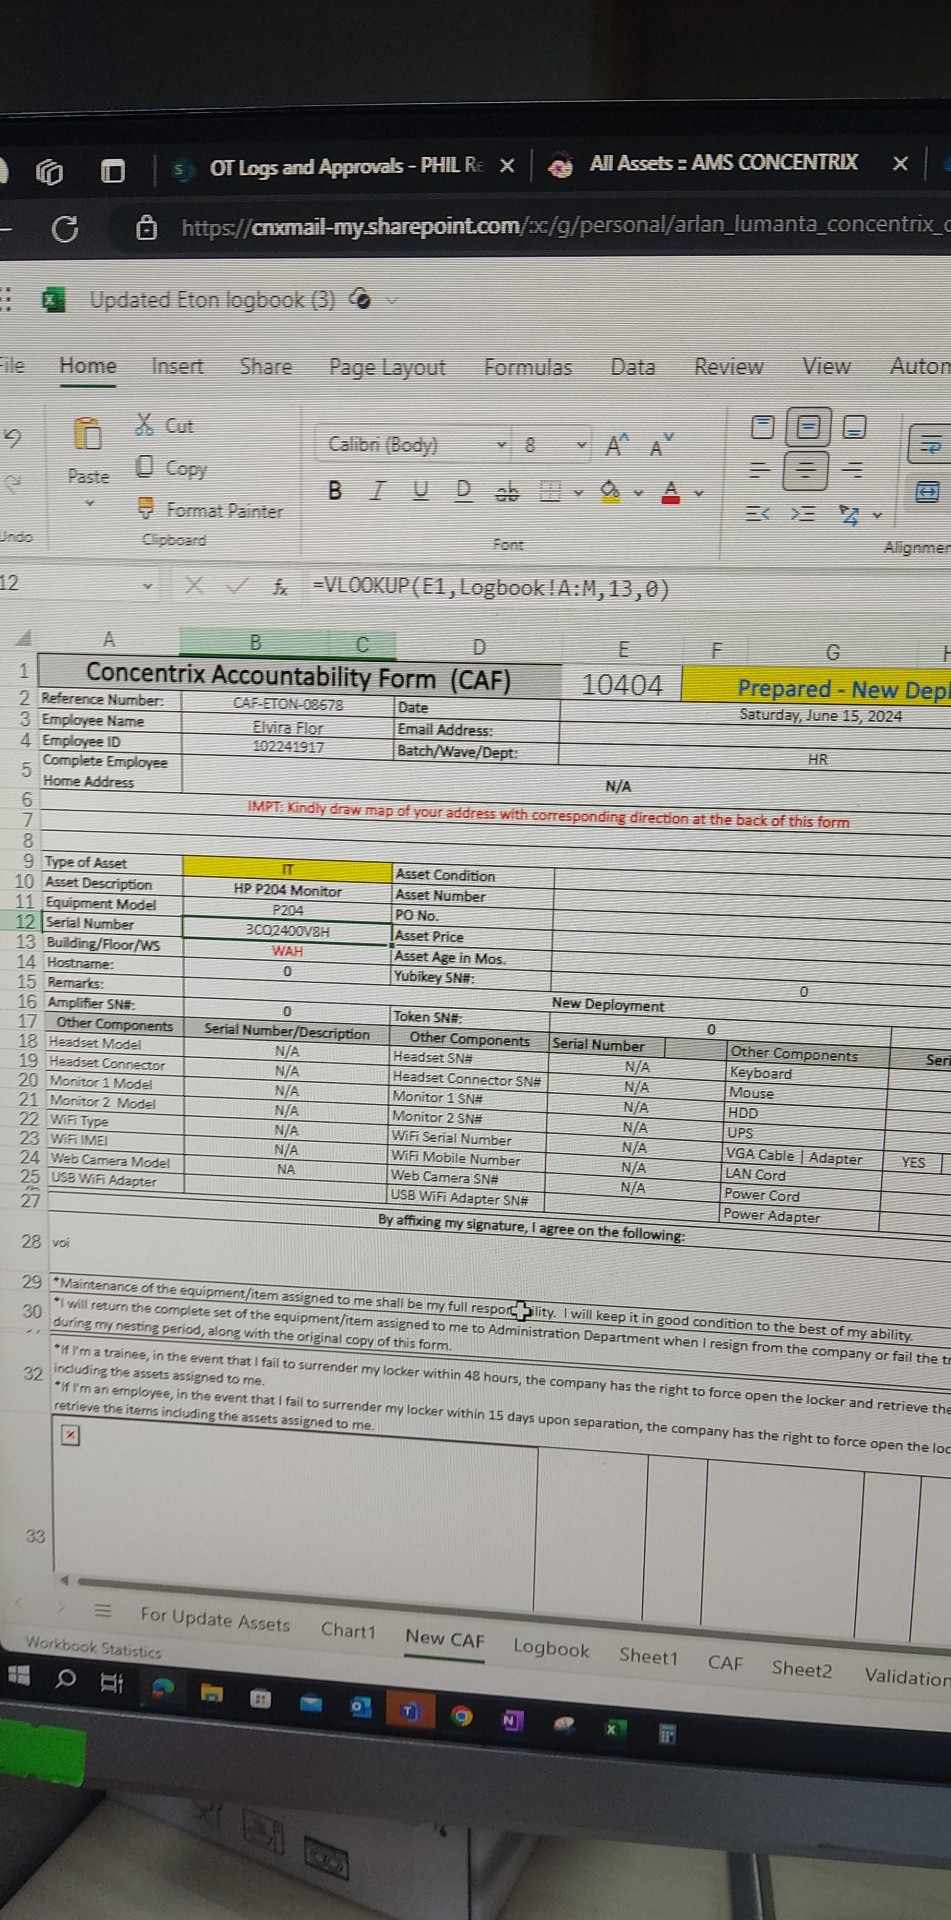 OT Logs and Approvals - PHIL Re
All Assets :: AMS CONCENTRIX
https://cnxmail-my.sharepoint.com/:x:/g/personal/arlan_lumanta_concentrix_c
Updated Eton logbook (3)
File Home Insert Share Page Layout Formulas Data Review View Autom
Cut
Calibri (Body) 8
Paste Copy
B I U D ab A
Format Painter
Undo Clipboard Font Alignmen
12 fx =VLOOKUP(E1,Logbook!A:M,13,0)
A B C D E F G H
1 Concentrix Accountability Form (CAF) 10404 Prepared - New Depl
2 Reference Number: CAF-ETON-08678 Date Saturday, June 15, 2024
3 Employee Name Elvira Flor Email Address:
4 Employee ID 102241917 Batch/Wave/Dept: HR
5 Complete Employee
Home Address N/A
6 IMPT: Kindly draw map of your address with corresponding direction at the back of this form
7
8
9 Type of Asset IT Asset Condition
10 Asset Description HP P204 Monitor Asset Number
11 Equipment Model P204 PO No.
12 Serial Number 3CQ2400V8H Asset Price
13 Building/Floor/WS WAH Asset Age in Mos.
14 Hostname: 0 Yubikey SN#: 0
15 Remarks: New Deployment
16 Amplifier SN#: 0 Token SN#: 0
17 Other Components Serial Number/Description Other Components Serial Number Other Components Seri
18 Headset Model N/A Headset SN# N/A Keyboard
19 Headset Connector N/A Headset Connector SN# N/A Mouse
20 Monitor 1 Model N/A Monitor 1 SN# N/A HDD
21 Monitor 2 Model N/A Monitor 2 SN# N/A UPS
22 WiFi Type N/A WiFi Serial Number N/A VGA Cable | Adapter YES
23 WiFi IMEI N/A WiFi Mobile Number N/A LAN Cord
24 Web Camera Model NA Web Camera SN# N/A Power Cord
25 USB WiFi Adapter USB WiFi Adapter SN# Power Adapter
27 By affixing my signature, I agree on the following:
28 voi
29 *Maintenance of the equipment/item assigned to me shall be my full responsibility. I will keep it in good condition to the best of my ability.
30 *I will return the complete set of the equipment/item assigned to me to Administration Department when I resign from the company or fail the tr
during my nesting period, along with the original copy of this form.
*If I'm a trainee, in the event that I fail to surrender my locker within 48 hours, the company has the right to force open the locker and retrieve the
32 including the assets assigned to me.
*If I'm an employee, in the event that I fail to surrender my locker within 15 days upon separation, the company has the right to force open the loc
retrieve the items including the assets assigned to me.
33
For Update Assets Chart1 New CAF Logbook Sheet1 CAF Sheet2 Validation
Workbook Statistics